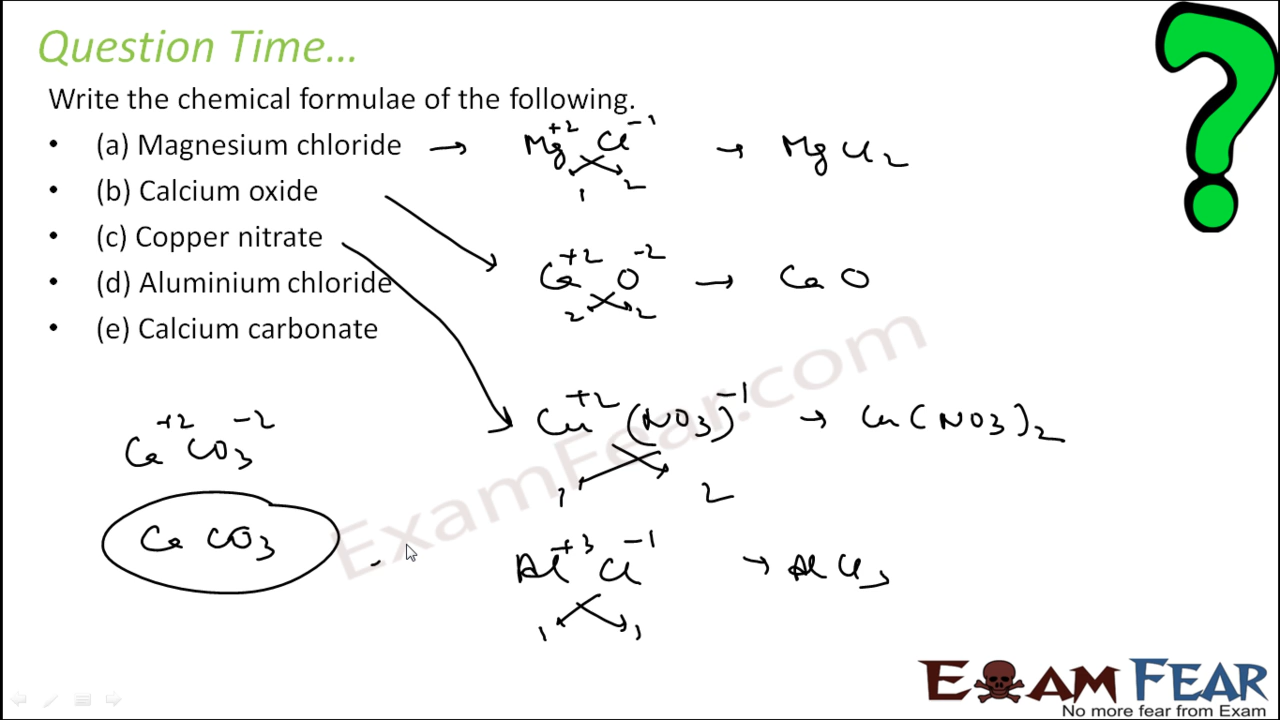 Question Time...
Write the chemical formulae of the following.
• (a) Magnesium chloride → Mg+2 Cl-1 → MgCl2
1 2
• (b) Calcium oxide
• (c) Copper nitrate
Ca+2 O-2 → CaO
2 2
• (d) Aluminium chloride
• (e) Calcium carbonate
Cu+2 (NO3)-1 → Cu(NO3)2
1 2
Ca+2 CO3-2
CaCO3
Al+3 Cl-1 → AlCl3
1
ExamFear.com
EXAM FEAR
No more fear from Exam